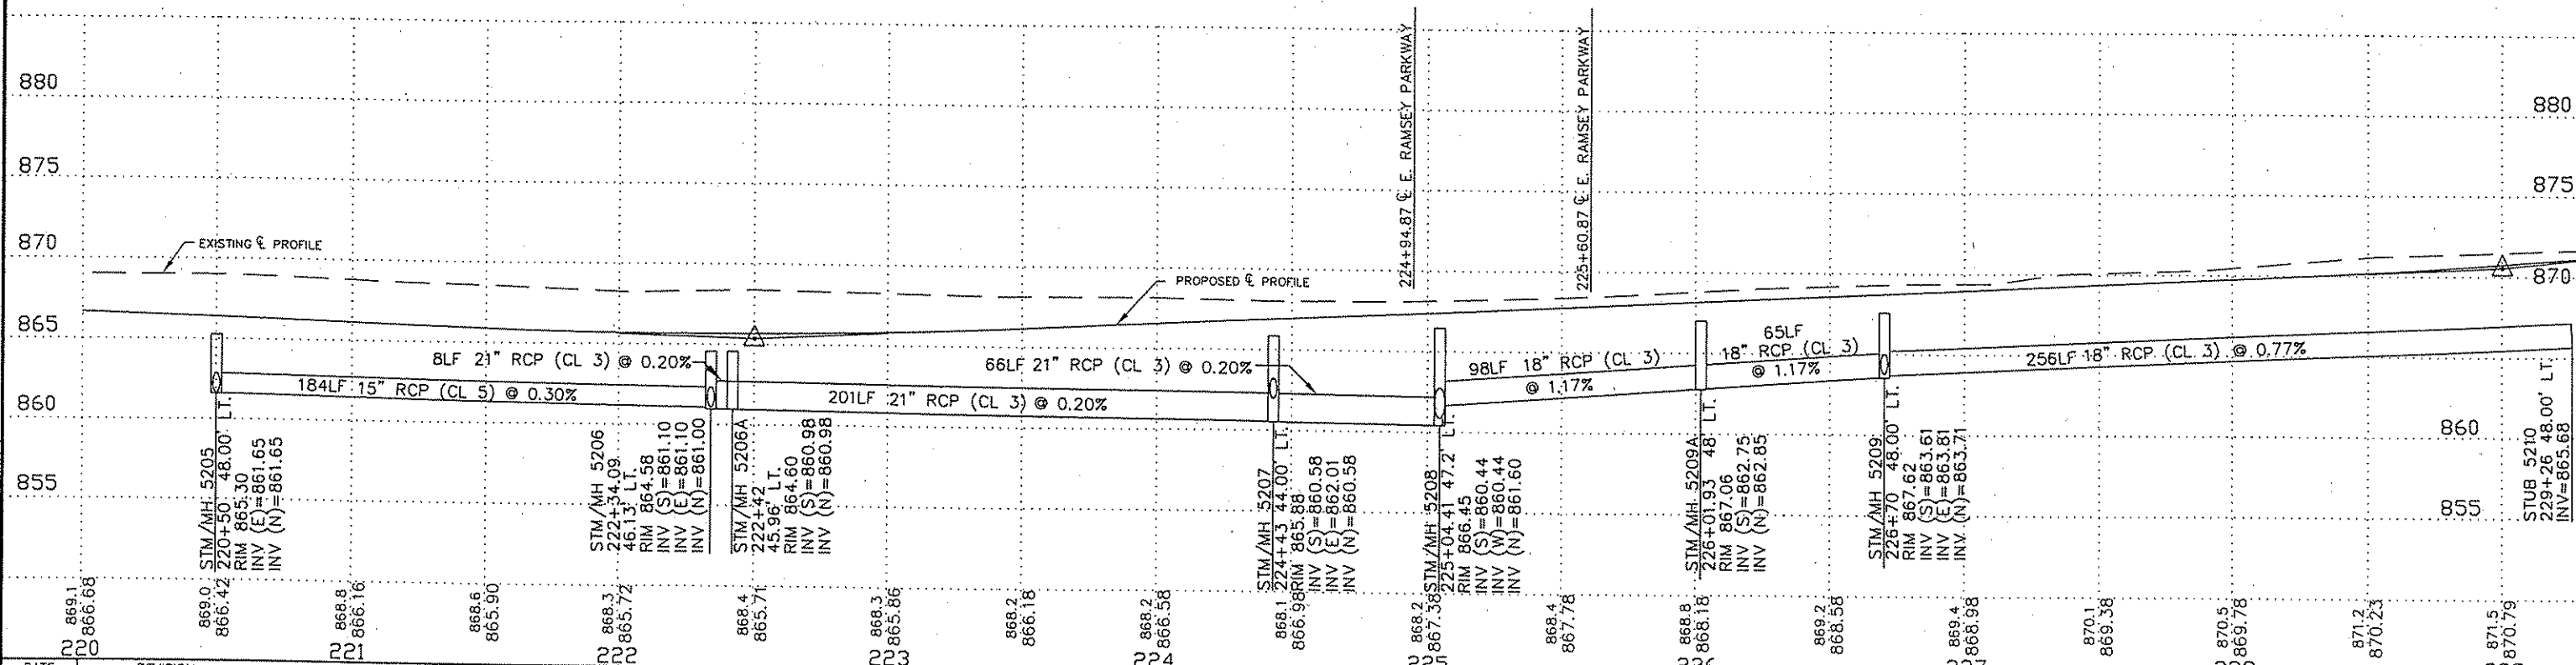 880
875
870
865
860
855
880
875
870
860
855
EXISTING ℄ PROFILE
PROPOSED ℄ PROFILE
224+94.87 ℄ E. RAMSEY PARKWAY
225+60.87 ℄ E. RAMSEY PARKWAY
8LF 21" RCP (CL 3) @ 0.20%
184LF 15" RCP (CL 5) @ 0.30%
66LF 21" RCP (CL 3) @ 0.20%
201LF 21" RCP (CL 3) @ 0.20%
98LF 18" RCP (CL 3)
@ 1.17%
65LF
18" RCP (CL 3)
@ 1.17%
256LF 18" RCP (CL 3) @ 0.77%
STM/MH 5205
220+50 48.00' LT.
RIM 865.30
INV (E)=861.65
INV (N)=861.65
STM/MH 5206
222+34.09
46.13' LT.
RIM 864.58
INV (S)=861.10
INV (E)=861.10
INV (N)=861.00
STM/MH 5206A
222+42
45.96' LT.
RIM 864.60
INV (S)=860.98
INV (N)=860.98
STM/MH 5207
224+43 44.00' LT.
RIM 865.88
INV (S)=860.58
INV (E)=862.01
INV (N)=860.58
STM/MH 5208
225+04.41 47.2' LT.
RIM 866.45
INV (S)=860.44
INV (W)=860.44
INV (N)=861.60
STM/MH 5209A
226+01.93 48' LT.
RIM 867.06
INV (S)=862.75
INV (N)=862.85
STM/MH 5209
226+70 48.00' LT.
RIM 867.62
INV (S)=863.61
INV (E)=863.81
INV. (N)=863.71
STUB 5210
229+26 48.00' LT.
INV=865.68
869.1
866.68
869.0
866.42
868.8
866.16
868.6
865.90
868.3
865.72
868.4
865.71
868.3
865.86
868.2
866.18
868.2
866.58
868.1
866.98
868.2
867.38
868.4
867.78
868.8
868.18
869.2
868.58
869.4
868.98
870.1
869.38
870.5
869.78
871.2
870.23
871.5
870.79
220
221
222
223
224
225
226